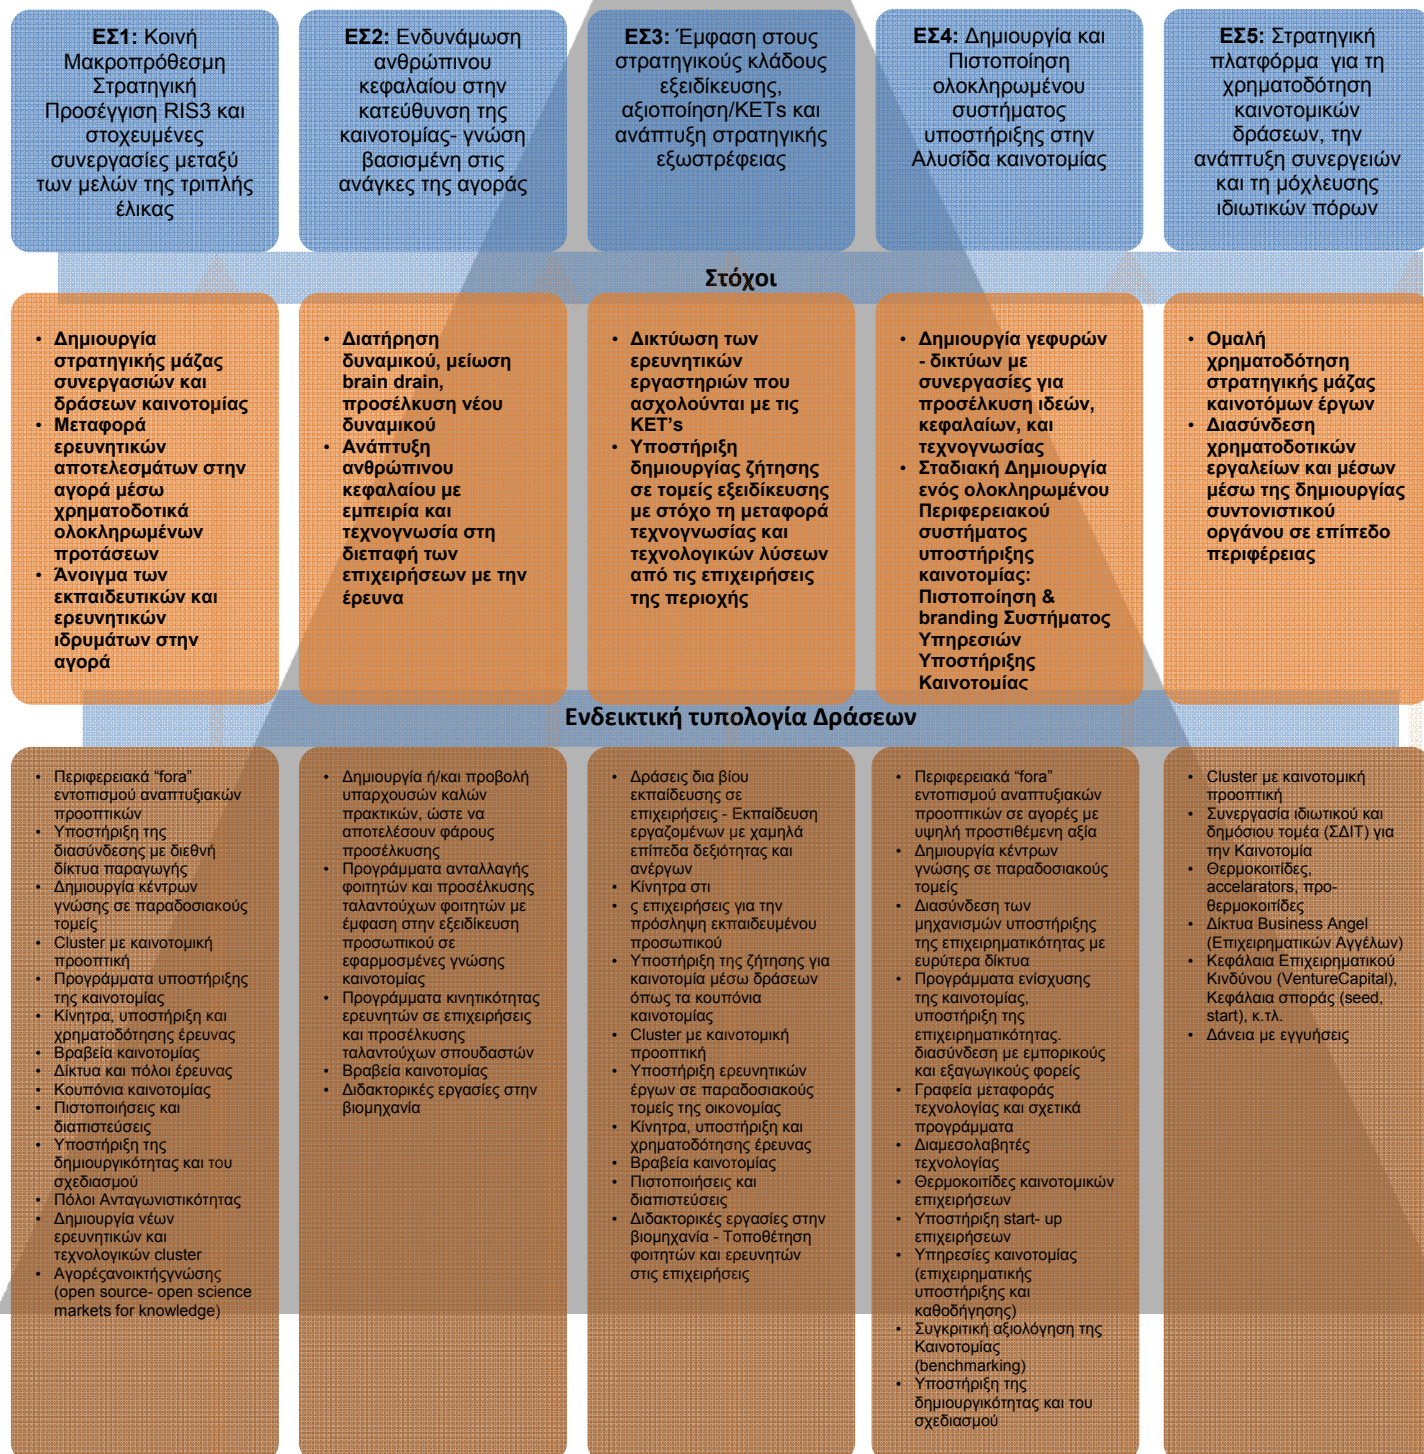 ΕΣ1: Κοινή
Μακροπρόθεσμη
Στρατηγική
Προσέγγιση RIS3 και
στοχευμένες
συνεργασίες μεταξύ
των μελών της τριπλής
έλικας
ΕΣ2: Ενδυνάμωση
ανθρώπινου
κεφαλαίου στην
κατεύθυνση της
καινοτομίας- γνώση
βασισμένη στις
ανάγκες της αγοράς
ΕΣ3: Έμφαση στους
στρατηγικούς κλάδους
εξειδίκευσης,
αξιοποίηση/KETs και
ανάπτυξη στρατηγικής
εξωστρέφειας
ΕΣ4: Δημιουργία και
Πιστοποίηση
ολοκληρωμένου
συστήματος
υποστήριξης στην
Αλυσίδα καινοτομίας
ΕΣ5: Στρατηγική
πλατφόρμα για τη
χρηματοδότηση
καινοτομικών
δράσεων, την
ανάπτυξη συνεργειών
και τη μόχλευσης
ιδιωτικών πόρων
Στόχοι
• Δημιουργία
στρατηγικής μάζας
συνεργασιών και
δράσεων καινοτομίας
• Μεταφορά
ερευνητικών
αποτελεσμάτων στην
αγορά μέσω
χρηματοδοτικά
ολοκληρωμένων
προτάσεων
• Άνοιγμα των
εκπαιδευτικών και
ερευνητικών
ιδρυμάτων στην
αγορά
• Διατήρηση
δυναμικού, μείωση
brain drain,
προσέλκυση νέου
δυναμικού
• Ανάπτυξη
ανθρώπινου
κεφαλαίου με
εμπειρία και
τεχνογνωσία στη
διεπαφή των
επιχειρήσεων με την
έρευνα
• Δικτύωση των
ερευνητικών
εργαστηρίων που
ασχολούνται με τις
KET’s
• Υποστήριξη
δημιουργίας ζήτησης
σε τομείς εξειδίκευσης
με στόχο τη μεταφορά
τεχνογνωσίας και
τεχνολογικών λύσεων
από τις επιχειρήσεις
της περιοχής
• Δημιουργία γεφυρών
- δικτύων με
συνεργασίες για
προσέλκυση ιδεών,
κεφαλαίων, και
τεχνογνωσίας
• Σταδιακή Δημιουργία
ενός ολοκληρωμένου
Περιφερειακού
συστήματος
υποστήριξης
καινοτομίας:
Πιστοποίηση &
branding Συστήματος
Υπηρεσιών
Υποστήριξης
Καινοτομίας
• Ομαλή
χρηματοδότηση
στρατηγικής μάζας
καινοτόμων έργων
• Διασύνδεση
χρηματοδοτικών
εργαλείων και μέσων
μέσω της δημιουργίας
συντονιστικού
οργάνου σε επίπεδο
περιφέρειας
Ενδεικτική τυπολογία Δράσεων
• Περιφερειακά “fora”
εντοπισμού αναπτυξιακών
προοπτικών
• Υποστήριξη της
διασύνδεσης με διεθνή
δίκτυα παραγωγής
• Δημιουργία κέντρων
γνώσης σε παραδοσιακούς
τομείς
• Cluster με καινοτομική
προοπτική
• Προγράμματα υποστήριξης
της καινοτομίας
• Κίνητρα, υποστήριξη και
χρηματοδότησης έρευνας
• Βραβεία καινοτομίας
• Δίκτυα και πόλοι έρευνας
• Κουπόνια καινοτομίας
• Πιστοποιήσεις και
διαπιστεύσεις
• Υποστήριξη της
δημιουργικότητας και του
σχεδιασμού
• Πόλοι Ανταγωνιστικότητας
• Δημιουργία νέων
ερευνητικών και
τεχνολογικών cluster
• Αγορέςανοικτήςγνώσης
(open source- open science
markets for knowledge)
• Δημιουργία ή/και προβολή
υπαρχουσών καλών
πρακτικών, ώστε να
αποτελέσουν φάρους
προσέλκυσης
• Προγράμματα ανταλλαγής
φοιτητών και προσέλκυσης
ταλαντούχων φοιτητών με
έμφαση στην εξειδίκευση
προσωπικού σε
εφαρμοσμένες γνώσης
καινοτομίας
• Προγράμματα κινητικότητας
ερευνητών σε επιχειρήσεις
και προσέλκυσης
ταλαντούχων σπουδαστών
• Βραβεία καινοτομίας
• Διδακτορικές εργασίες στην
βιομηχανία
• Δράσεις δια βίου
εκπαίδευσης σε
επιχειρήσεις - Εκπαίδευση
εργαζομένων με χαμηλά
επίπεδα δεξιότητας και
ανέργων
• Κίνητρα στι
• ς επιχειρήσεις για την
πρόσληψη εκπαιδευμένου
προσωπικού
• Υποστήριξη της ζήτησης για
καινοτομία μέσω δράσεων
όπως τα κουπόνια
καινοτομίας
• Cluster με καινοτομική
προοπτική
• Υποστήριξη ερευνητικών
έργων σε παραδοσιακούς
τομείς της οικονομίας
• Κίνητρα, υποστήριξη και
χρηματοδότησης έρευνας
• Βραβεία καινοτομίας
• Πιστοποιήσεις και
διαπιστεύσεις
• Διδακτορικές εργασίες στην
βιομηχανία - Τοποθέτηση
φοιτητών και ερευνητών
στις επιχειρήσεις
• Περιφερειακά “fora”
εντοπισμού αναπτυξιακών
προοπτικών σε αγορές με
υψηλή προστιθέμενη αξία
• Δημιουργία κέντρων
γνώσης σε παραδοσιακούς
τομείς
• Διασύνδεση των
μηχανισμών υποστήριξης
της επιχειρηματικότητας με
ευρύτερα δίκτυα
• Προγράμματα ενίσχυσης
της καινοτομίας,
υποστήριξη της
επιχειρηματικότητας.
διασύνδεση με εμπορικούς
και εξαγωγικούς φορείς
• Γραφεία μεταφοράς
τεχνολογίας και σχετικά
προγράμματα
• Διαμεσολαβητές
τεχνολογίας
• Θερμοκοιτίδες καινοτομικών
επιχειρήσεων
• Υποστήριξη start- up
επιχειρήσεων
• Υπηρεσίες καινοτομίας
(επιχειρηματικής
υποστήριξης και
καθοδήγησης)
• Συγκριτική αξιολόγηση της
Καινοτομίας
(benchmarking)
• Υποστήριξη της
δημιουργικότητας και του
σχεδιασμού
• Cluster με καινοτομική
προοπτική
• Συνεργασία ιδιωτικού και
δημόσιου τομέα (ΣΔΙΤ) για
την Καινοτομία
• Θερμοκοιτίδες,
accelarators, προ-
θερμοκοιτίδες
• Δίκτυα Business Angel
(Επιχειρηματικών Αγγέλων)
• Κεφάλαια Επιχειρηματικού
Κινδύνου (VentureCapital),
Κεφάλαια σποράς (seed,
start), κ.τλ.
• Δάνεια με εγγυήσεις